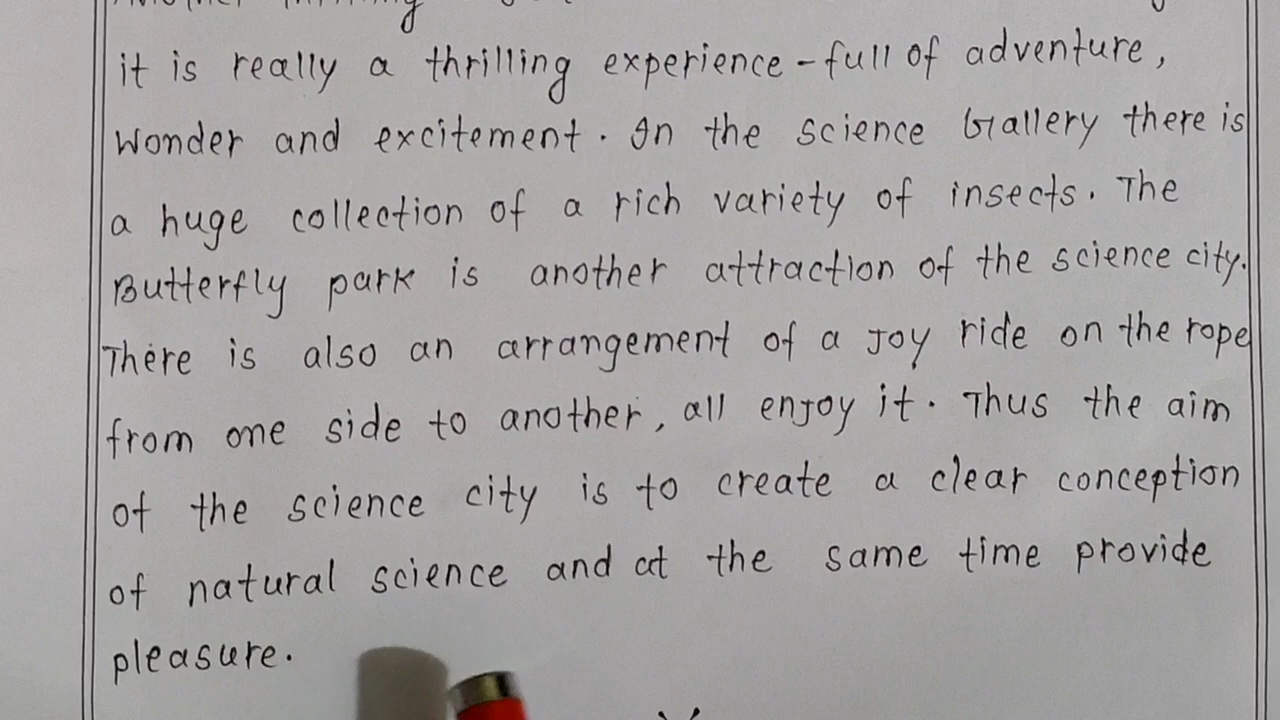 it is really a thrilling experience - full of adventure,
Wonder and excitement. In the science Gallery there is
a huge collection of a rich variety of insects. The
Butterfly park is another attraction of the science city.
There is also an arrangement of a Joy ride on the rope
from one side to another, all enjoy it. Thus the aim
of the science city is to create a clear conception
of natural science and at the same time provide
pleasure.